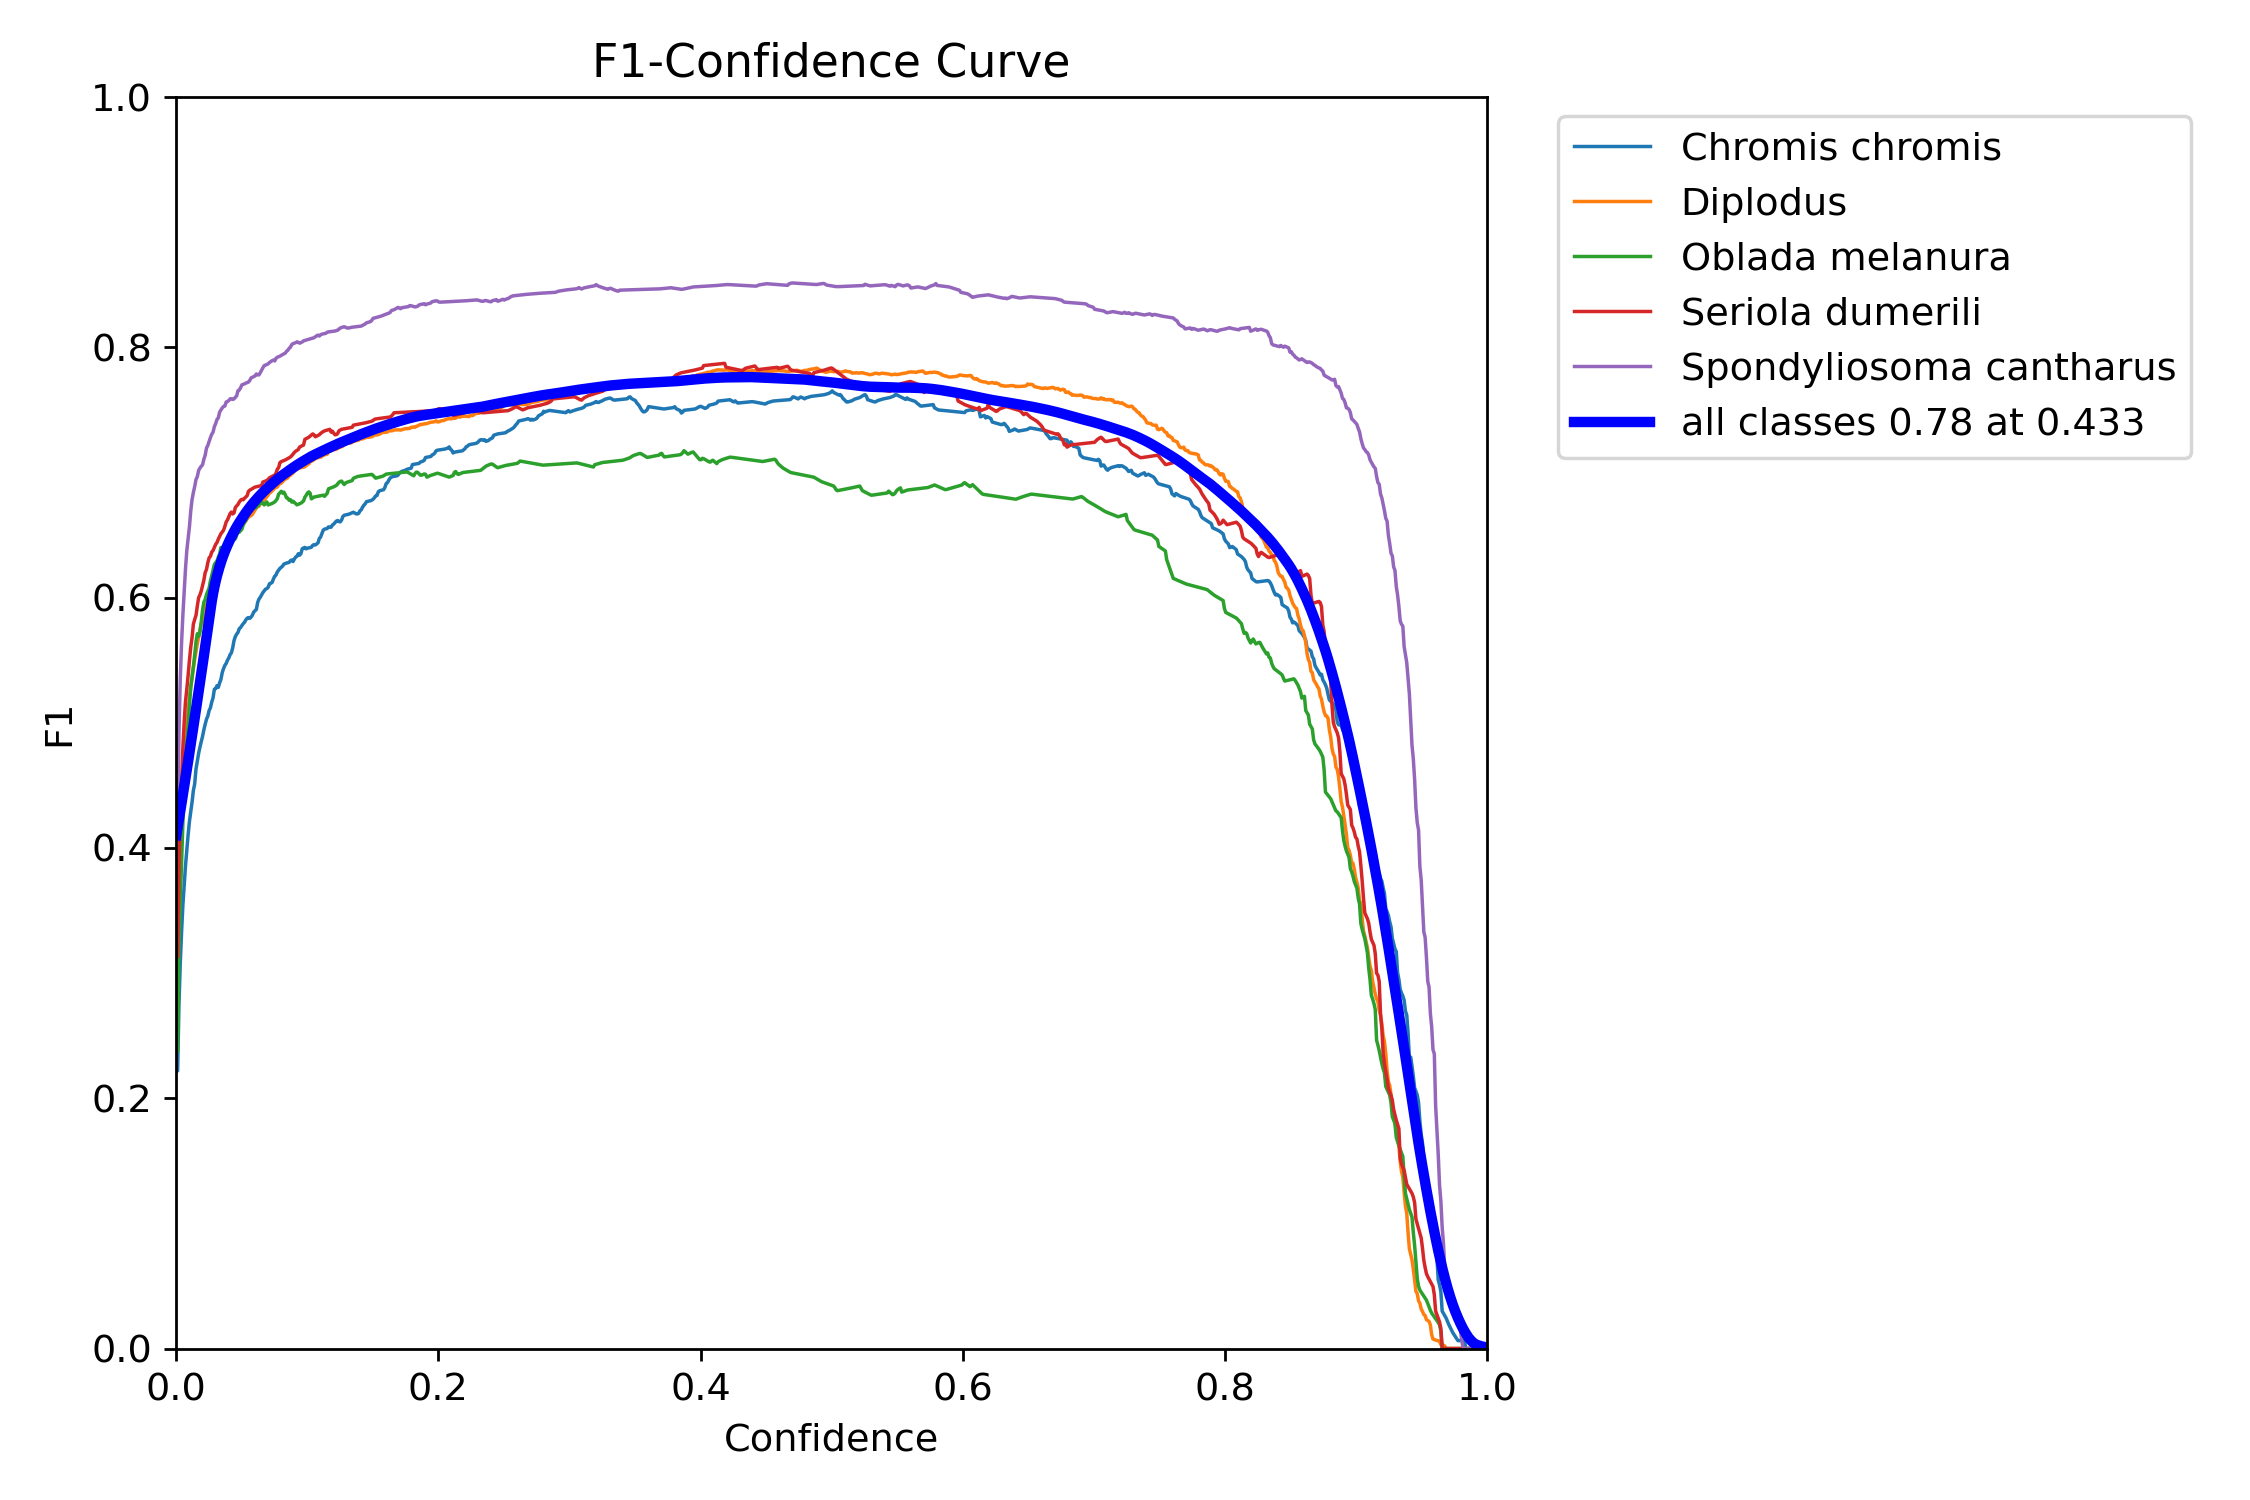 F1-Confidence Curve
1.0
0.8
0.6
0.4
0.2
0.0
F1
0.0 0.2 0.4 0.6 0.8 1.0
Confidence
Chromis chromis
Diplodus
Oblada melanura
Seriola dumerili
Spondyliosoma cantharus
all classes 0.78 at 0.433